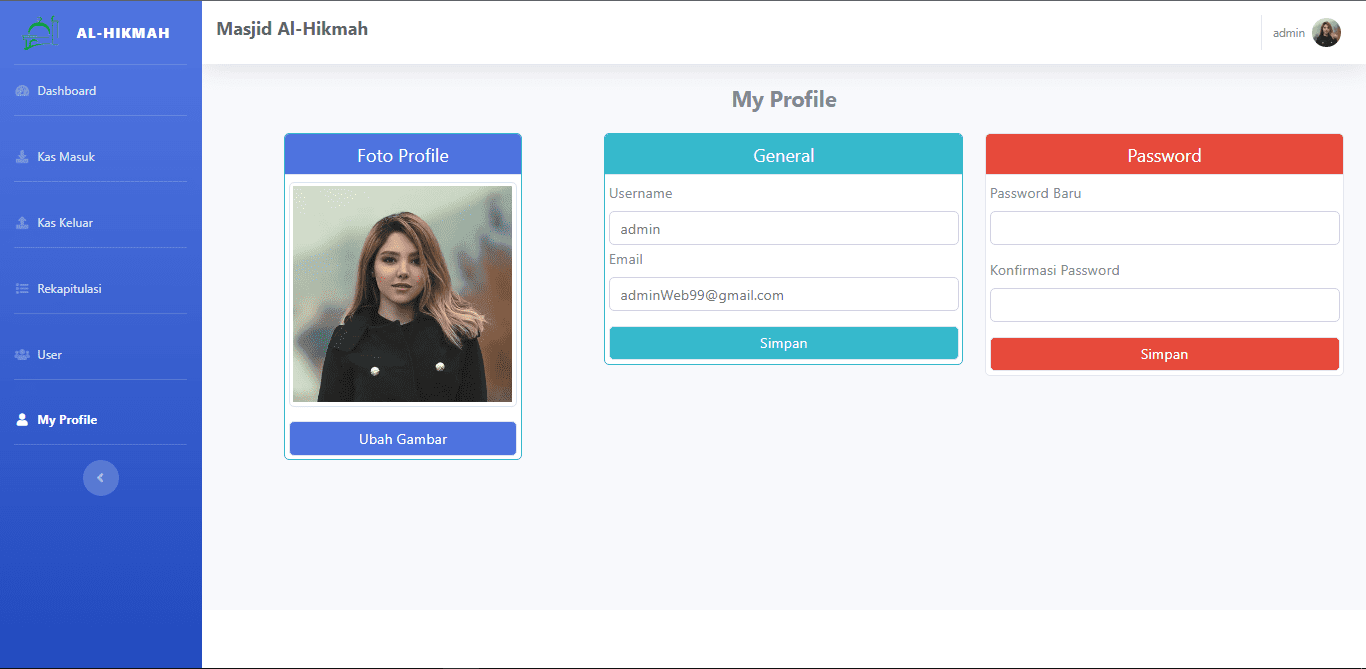 AL-HIKMAH
Masjid Al-Hikmah
admin
Dashboard
Kas Masuk
Kas Keluar
Rekapitulasi
User
My Profile
My Profile
Foto Profile
Ubah Gambar
General
Username
admin
Email
adminWeb99@gmail.com
Simpan
Password
Password Baru
Konfirmasi Password
Simpan